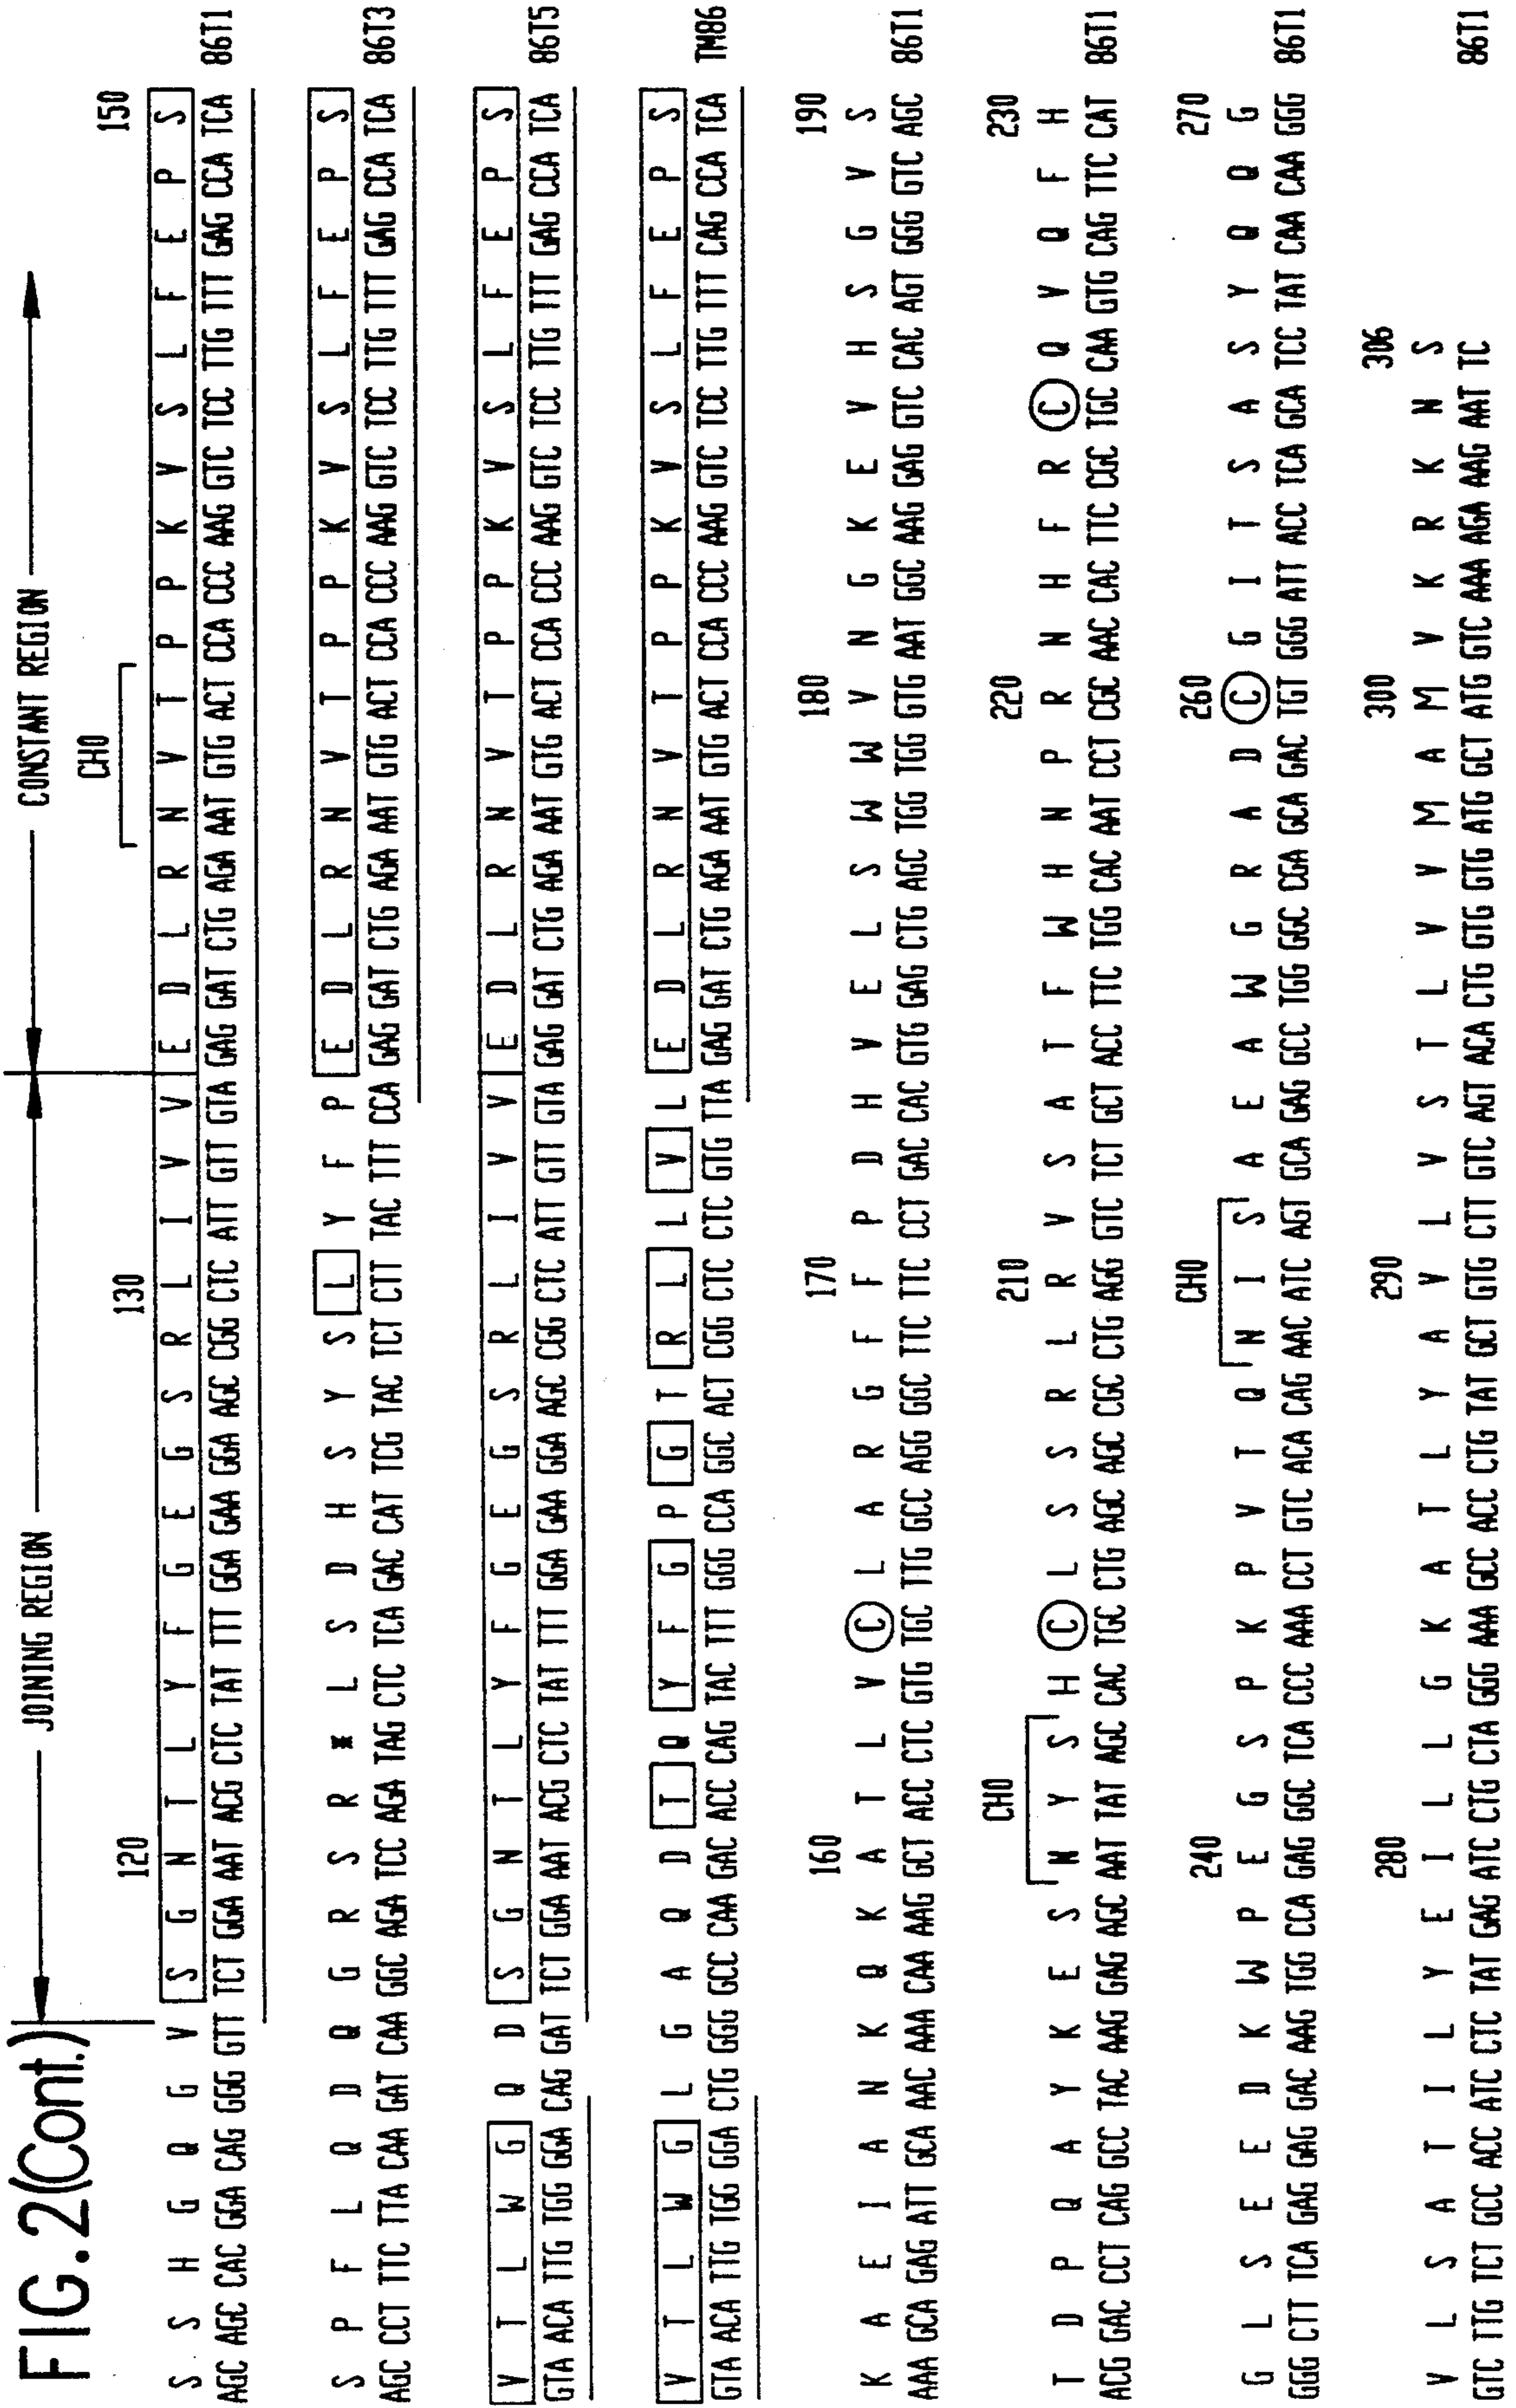 FIG.2(Cont.)
JOINING REGION CONSTANT REGION
CHO
120 130 150
S S H G Q G V S G N T L Y F G E G S R L I V V E D L R N V T P P K V S L F E P S
AGC AGC CAC GGA CAG GGG GTT TCT GGA AAT ACG CTC TAT TTT GGA GAA GGA AGC CGG CTC ATT GTT GTA GAG GAT CTG AGA AAT GTG ACT CCA CCC AAG GTC TCC TTG TTT GAG CCA TCA 86T1
S P F L Q D Q G R S R * L S D H S Y S L Y F P E D L R N V T P P K V S L F E P S
AGC CCT TTC TTA CAA GAT CAA GGC AGA TCC AGA TAG CTC TCA GAC CAT TCG TAC TCT CTT TAC TTT CCA GAG GAT CTG AGA AAT GTG ACT CCA CCC AAG GTC TCC TTG TTT GAG CCA TCA 86T3
V T L W G Q D S G N T L Y F G E G S R L I V V E D L R N V T P P K V S L F E P S
GTA ACA TTG TGG GGA CAG GAT TCT GGA AAT ACG CTC TAT TTT GGA GAA GGA AGC CGG CTC ATT GTT GTA GAG GAT CTG AGA AAT GTG ACT CCA CCC AAG GTC TCC TTG TTT GAG CCA TCA 86T5
V T L W G L G A Q D T Q Y F G P G T R L L V L E D L R N V T P P K V S L F E P S
GTA ACA TTG TGG GGA CTG GGG GCC CAA GAC ACC CAG TAC TTT GGG CCA GGC ACT CGG CTC CTC GTG TTA GAG GAT CTG AGA AAT GTG ACT CCA CCC AAG GTC TCC TTG TTT CAG CCA TCA TM86
160 170 180 190
K A E I A N K Q K A T L V C L A R G F F P D H V E L S W W V N G K E V H S G V S
AAA GCA GAG ATT GCA AAC AAA CAA AAG GCT ACC CTC GTG TGC TTG GCC AGG GGC TTC TTC CCT GAC CAC GTG GAG CTG AGC TGG TGG GTG AAT GGC AAG GAG GTC CAC AGT GGG GTC AGC 86T1
CHO
210 220 230
T D P Q A Y K E S N Y S H C L S S R L R V S A T F W H N P R N H F R C Q V Q F H
ACG GAC CCT CAG GCC TAC AAG GAG AGC AAT TAT AGC CAC TGC CTG AGC AGC CGC CTG AGG GTC TCT GCT ACC TTC TGG CAC AAT CCT CGC AAC CAC TTC CGC TGC CAA GTG CAG TTC CAT 86T1
CHO
240 260 270
G L S E E D K W P E G S P K P V T Q N I S A E A W G R A D C G I T S A S Y Q Q G
GGG CTT TCA GAG GAG GAC AAG TGG CCA GAG GGC TCA CCC AAA CCT GTC ACA CAG AAC ATC AGT GCA GAG GCC TGG GGC CGA GCA GAC TGT GGG ATT ACC TCA GCA TCC TAT CAA CAA GGG 86T1
280 290 300 306
V L S A T I L Y E I L L G K A T L Y A V L V S T L V V M A M V K R K N S
GTC TTG TCT GCC ACC ATC CTC TAT GAG ATC CTG CTA GGG AAA GCC ACC CTG TAT GCT GTG CTT GTC AGT ACA CTG GTG GTG ATG GCT ATG GTC AAA AGA AAG AAT TC 86T1